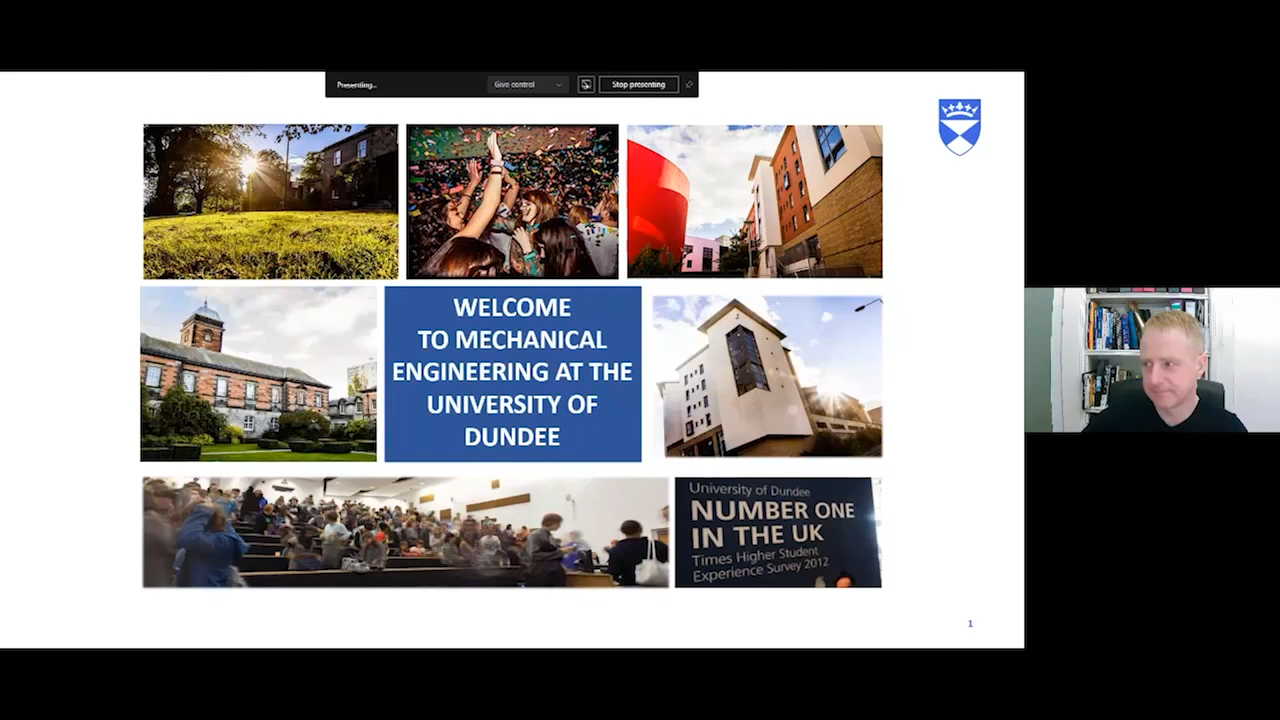 Presenting...
Give control
Stop presenting
WELCOME
TO MECHANICAL
ENGINEERING AT THE
UNIVERSITY OF
DUNDEE
University of Dundee
NUMBER ONE
IN THE UK
Times Higher Student
Experience Survey 2012
1